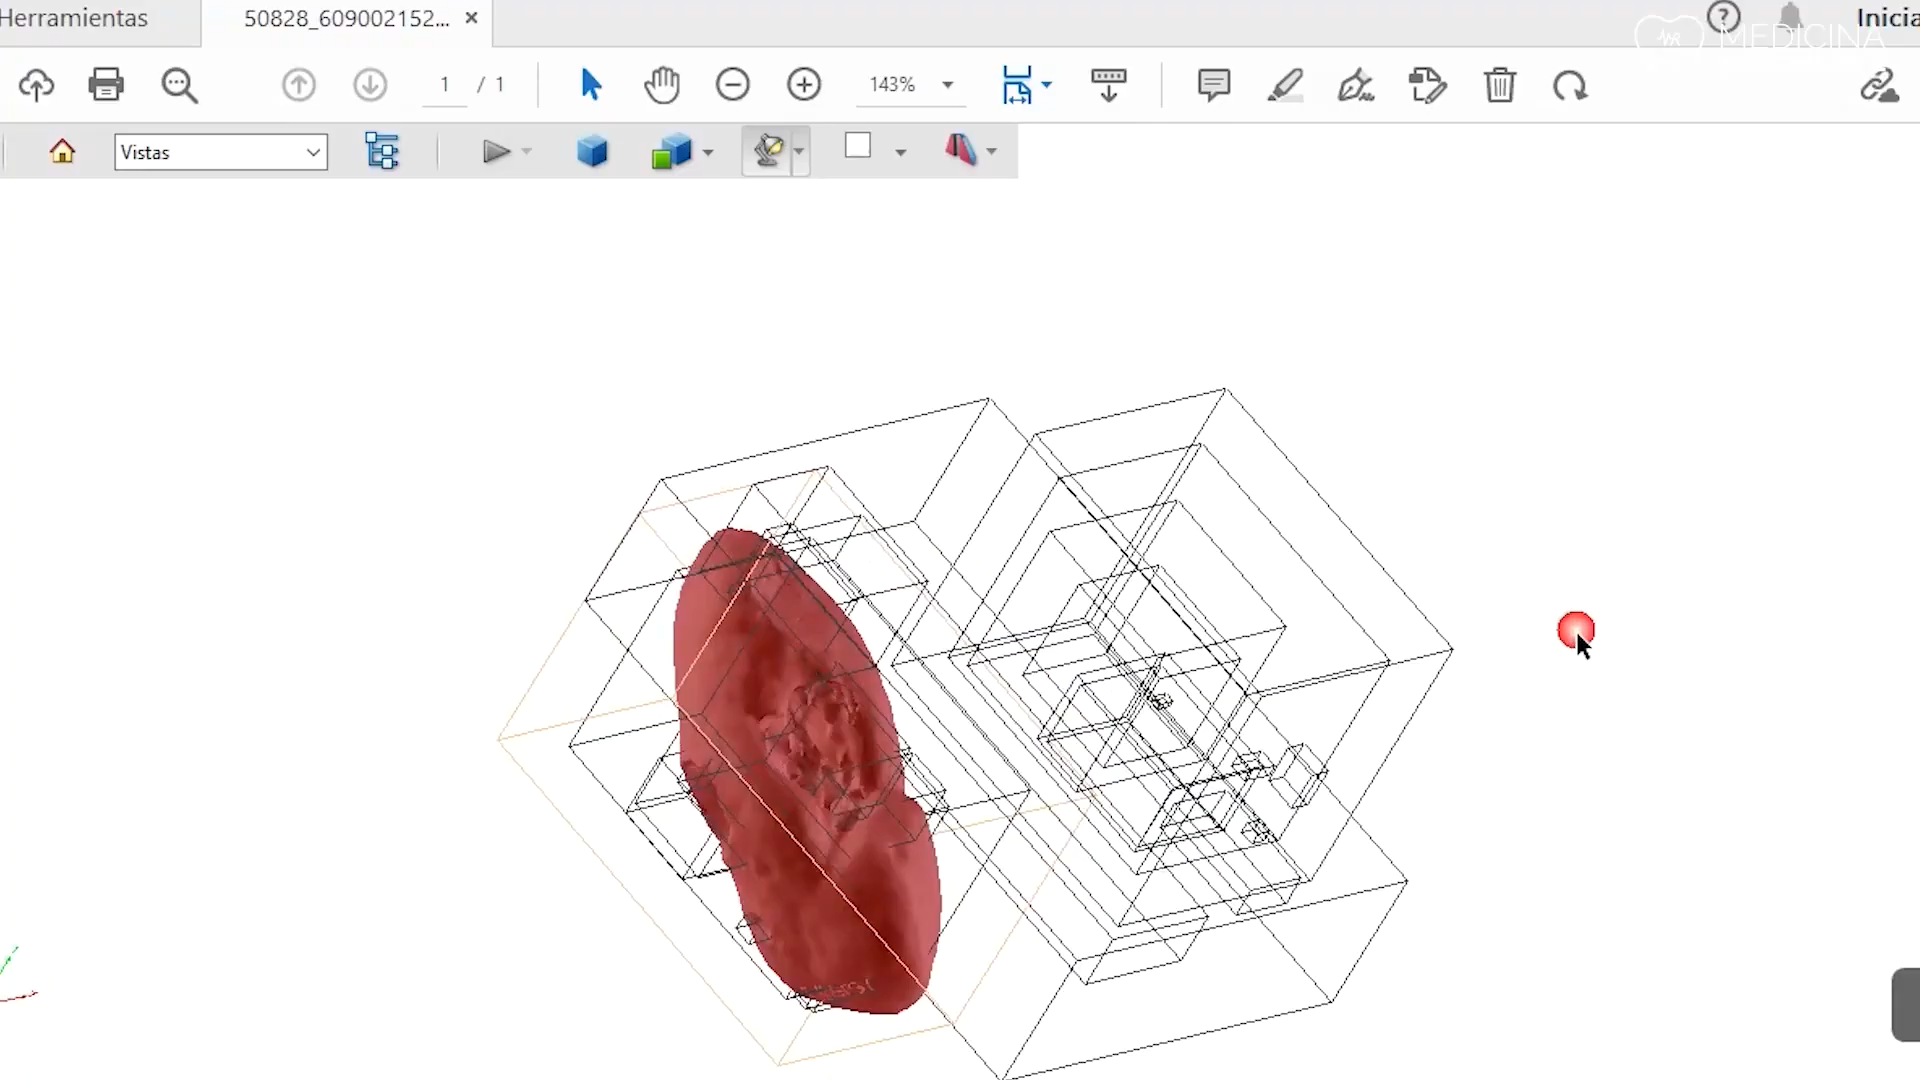 Herramientas
50828_609002152...
Inicia
MEDICINA
1 / 1
143%
Vistas